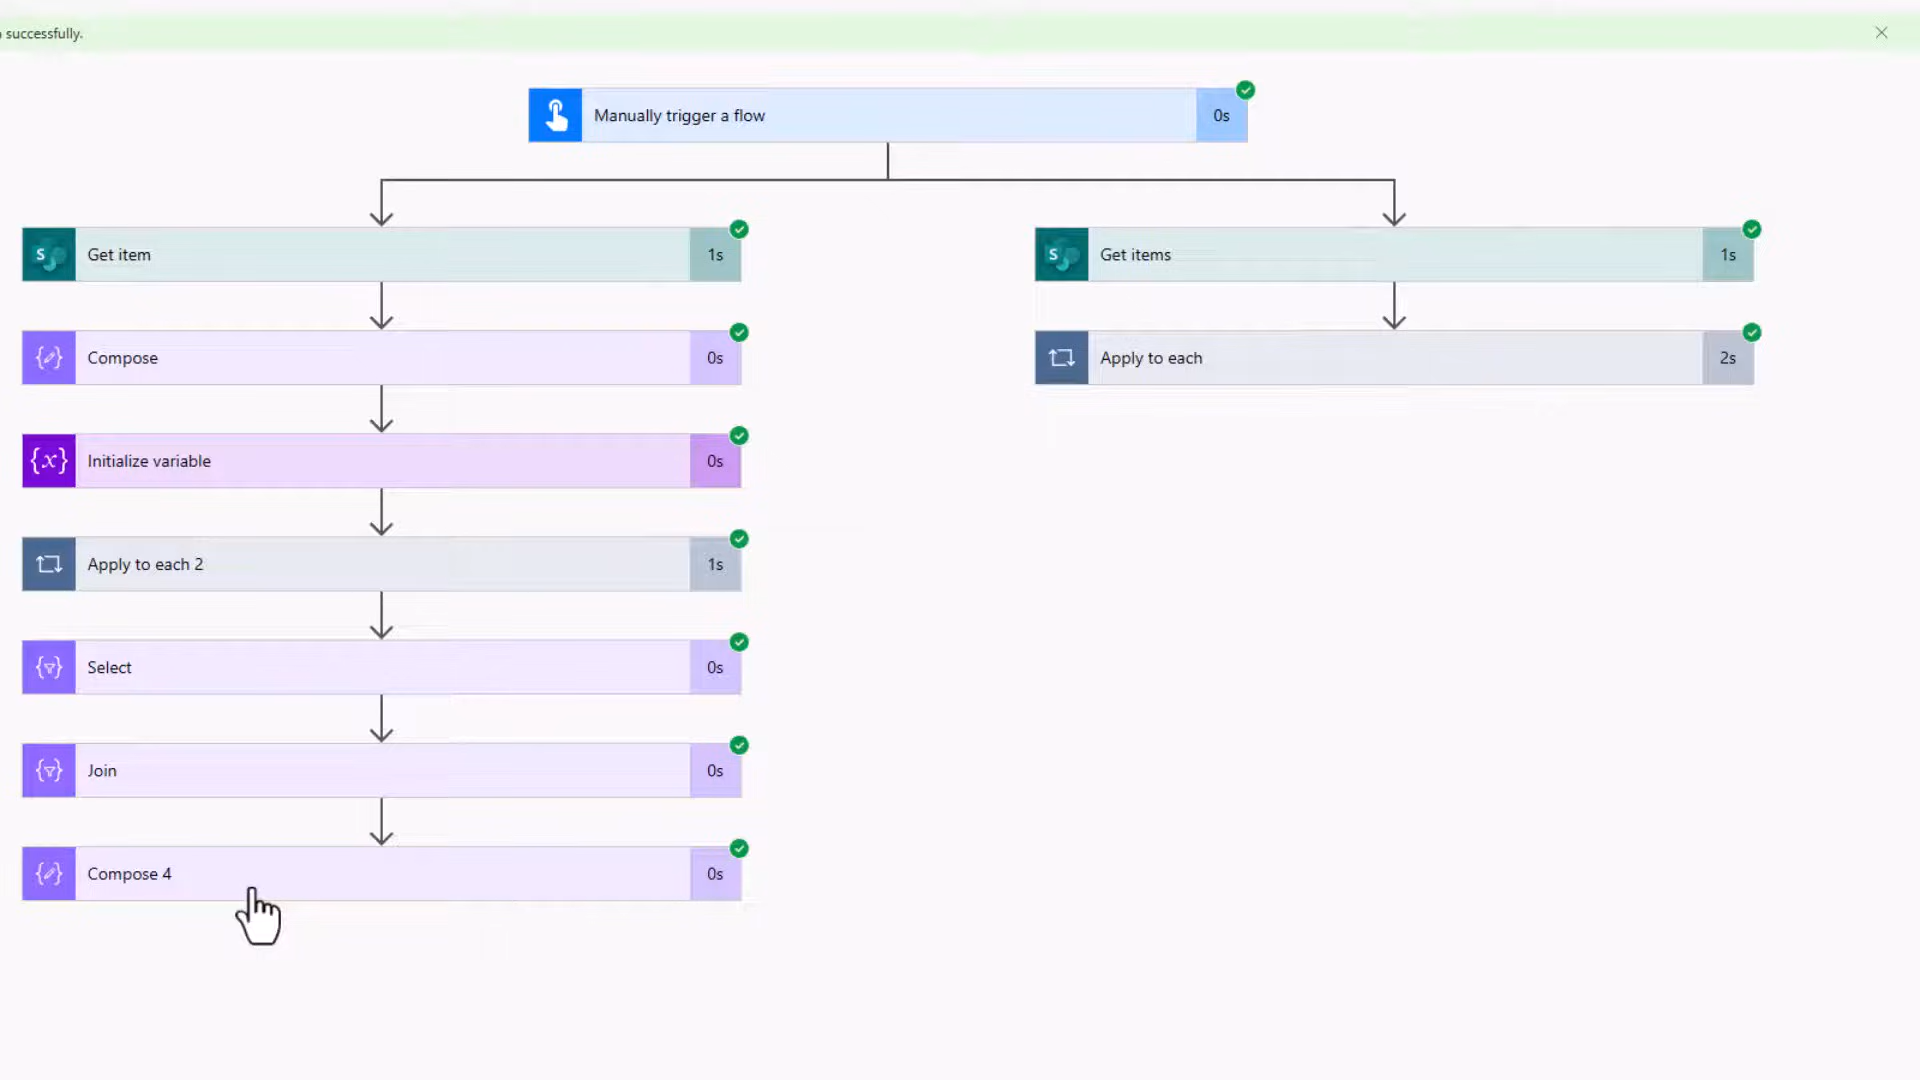 successfully.
Manually trigger a flow 0s
Get item 1s
Compose 0s
Initialize variable 0s
Apply to each 2 1s
Select 0s
Join 0s
Compose 4 0s
Get items 1s
Apply to each 2s